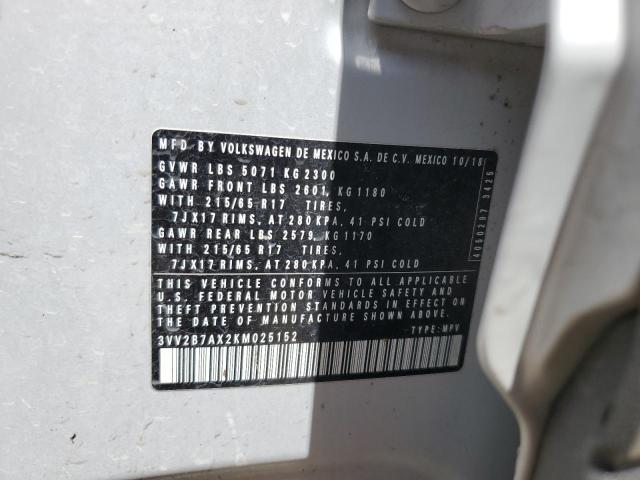 MFD BY VOLKSWAGEN DE MEXICO S.A. DE C.V. MEXICO 10/18
GVWR LBS 5071 KG 2300
GAWR FRONT LBS 2601, KG 1180
WITH 215/65 R17 TIRES,
7JX17 RIMS, AT 280 KPA, 41 PSI COLD
GAWR REAR LBS 2579, KG 1170
WITH 215/65 R17 TIRES,
7JX17 RIMS, AT 280 KPA, 41 PSI COLD
THIS VEHICLE CONFORMS TO ALL APPLICABLE
U.S. FEDERAL MOTOR VEHICLE SAFETY AND
THEFT PREVENTION STANDARDS IN EFFECT ON
THE DATE OF MANUFACTURE SHOWN ABOVE.
3VV2B7AX2KM025152 TYPE: MPV
4050297 3425